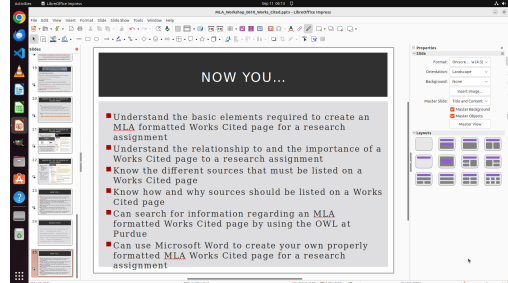 Activities
LibreOffice Impress
Sep 11 06:13
MLA_Workshop_0810_Works_Cited.pptx - LibreOffice Impress
File Edit View Insert Format Slide Slide Show Tools Window Help
Slides
Properties
Slide
Format:
Orientation: Landscape
Background: None
Insert Image...
Master Slide:
Master Background
Master Objects
Master View
Layouts
NOW YOU...
Understand the basic elements required to create an
MLA formatted Works Cited page for a research
assignment
Understand the relationship to and the importance of a
Works Cited page to a research assignment
Know the different sources that must be listed on a
Works Cited page
Know how and why sources should be listed on a Works
Cited page
Can search for information regarding an MLA
formatted Works Cited page by using the OWL at
Purdue
Can use Microsoft Word to create your own properly
formatted MLA Works Cited page for a research
assignment